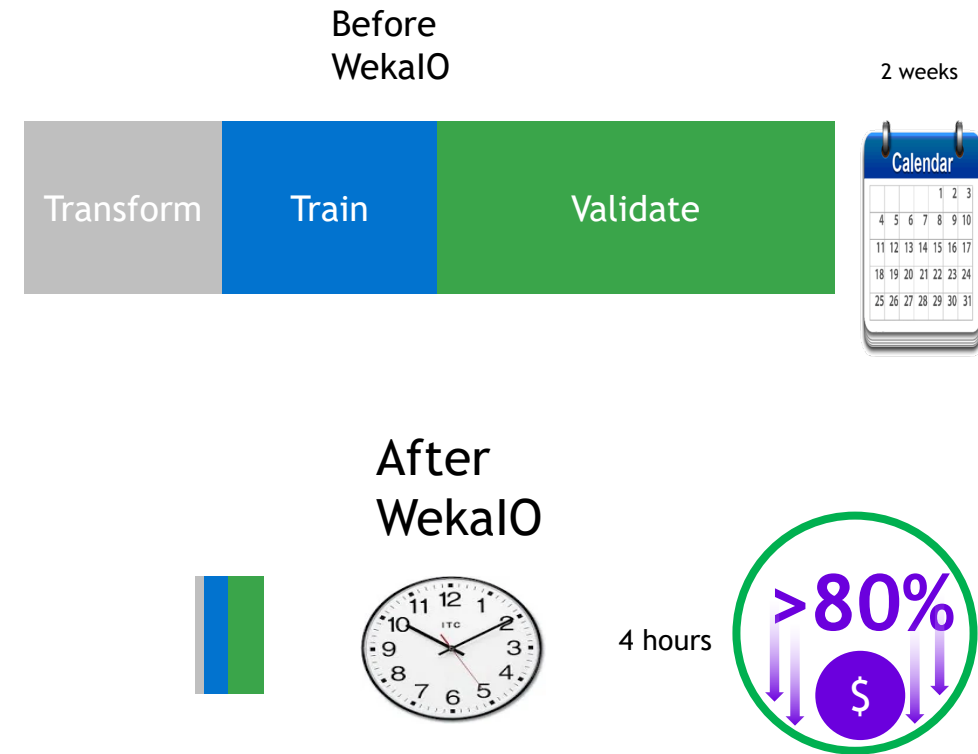 Before
WekaIO
2 weeks
Transform Train Validate
Calendar
1 2 3
4 5 6 7 8 9 10
11 12 13 14 15 16 17
18 19 20 21 22 23 24
25 26 27 28 29 30 31
After
WekaIO
11 12 1
10 2
9 3
8 4
7 6 5
ITC
4 hours
>80%
$